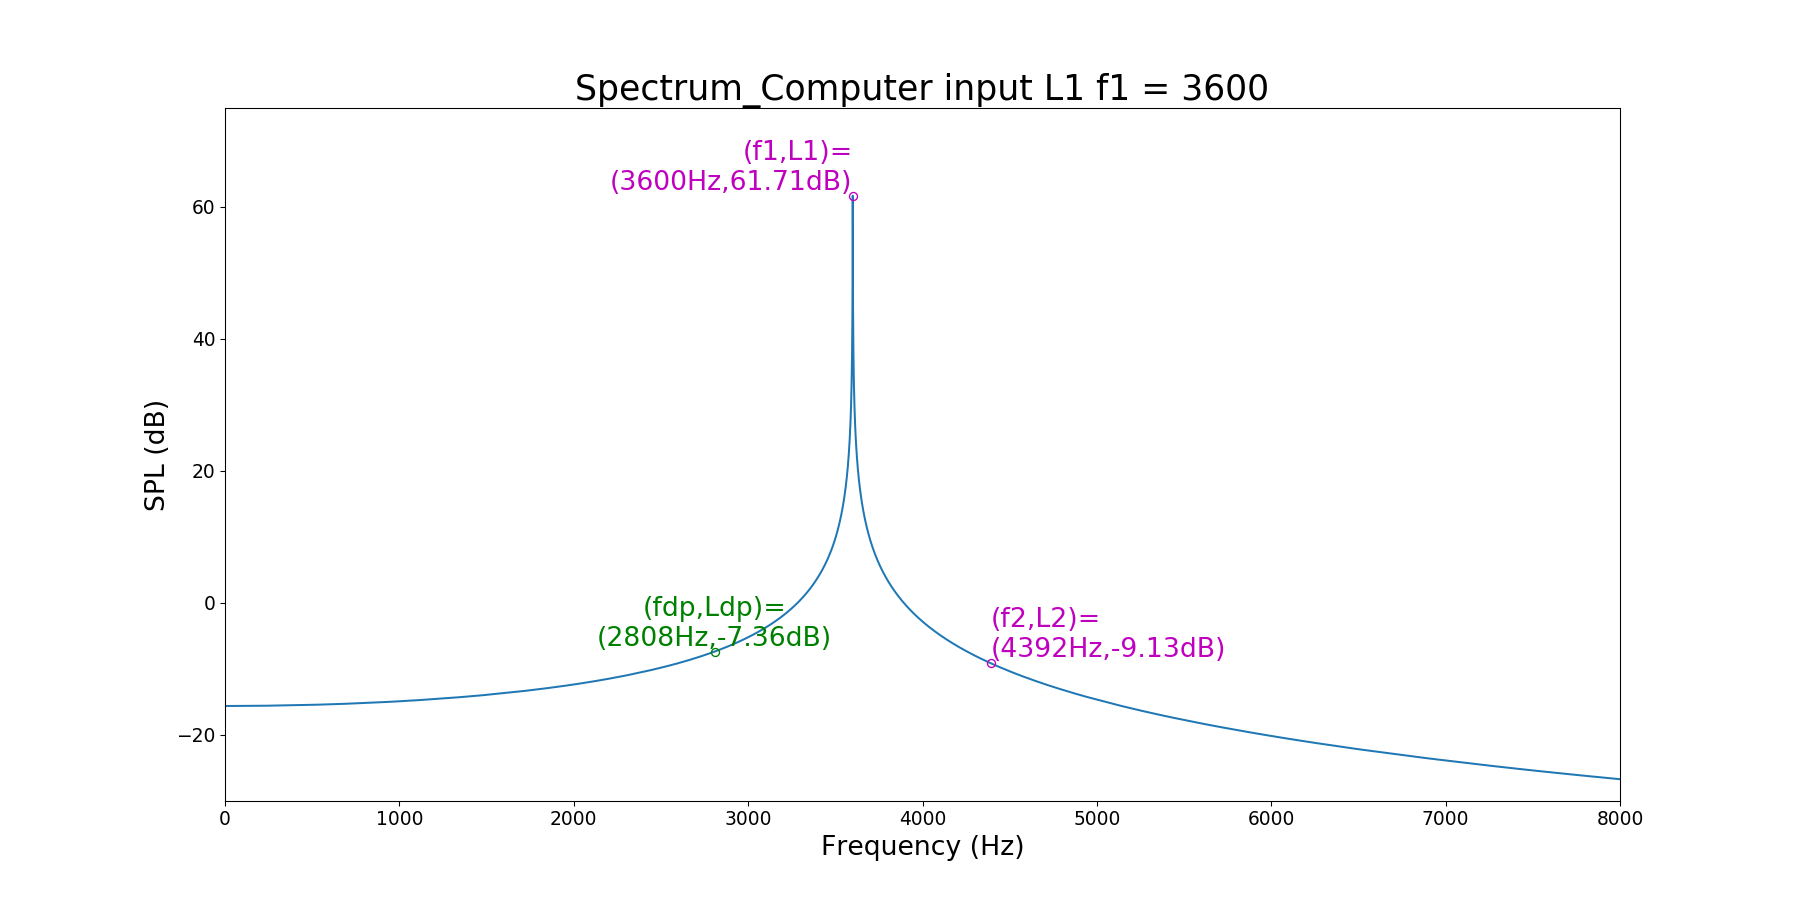 Spectrum_Computer input L1 f1 = 3600
(f1,L1)=
(3600Hz,61.71dB)
60
40
20
0
−20
SPL (dB)
(fdp,Ldp)=
(2808Hz,-7.36dB)
(f2,L2)=
(4392Hz,-9.13dB)
0 1000 2000 3000 4000 5000 6000 7000 8000
Frequency (Hz)